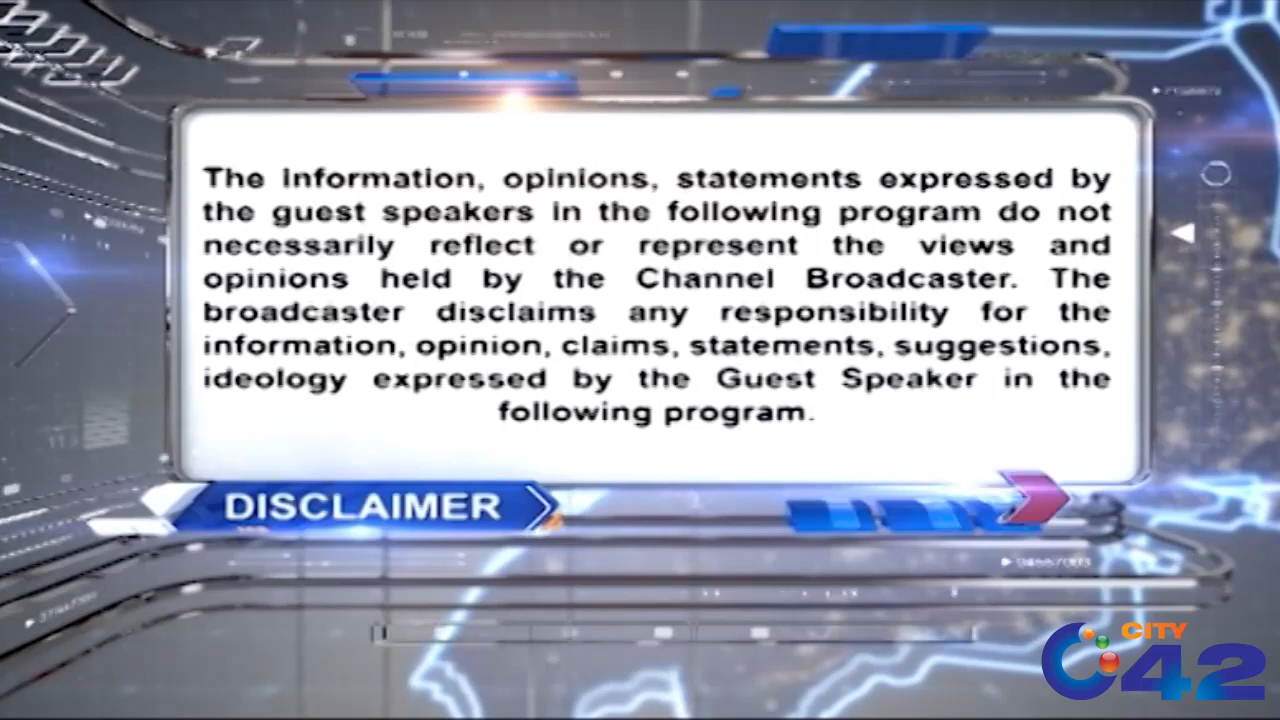 The Information, opinions, statements expressed by
the guest speakers in the following program do not
necessarily reflect or represent the views and
opinions held by the Channel Broadcaster. The
broadcaster disclaims any responsibility for the
information, opinion, claims, statements, suggestions,
ideology expressed by the Guest Speaker in the
following program.
DISCLAIMER
CITY
42